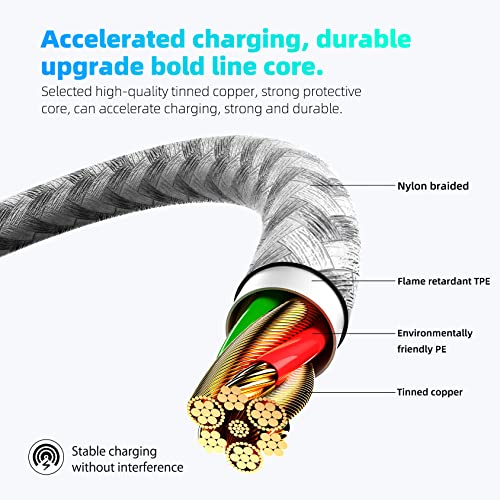 Accelerated charging, durable
upgrade bold line core.
Selected high-quality tinned copper, strong protective
core, can accelerate charging, strong and durable.
Nylon braided
Flame retardant TPE
Environmentally
friendly PE
Tinned copper
Stable charging
without interference